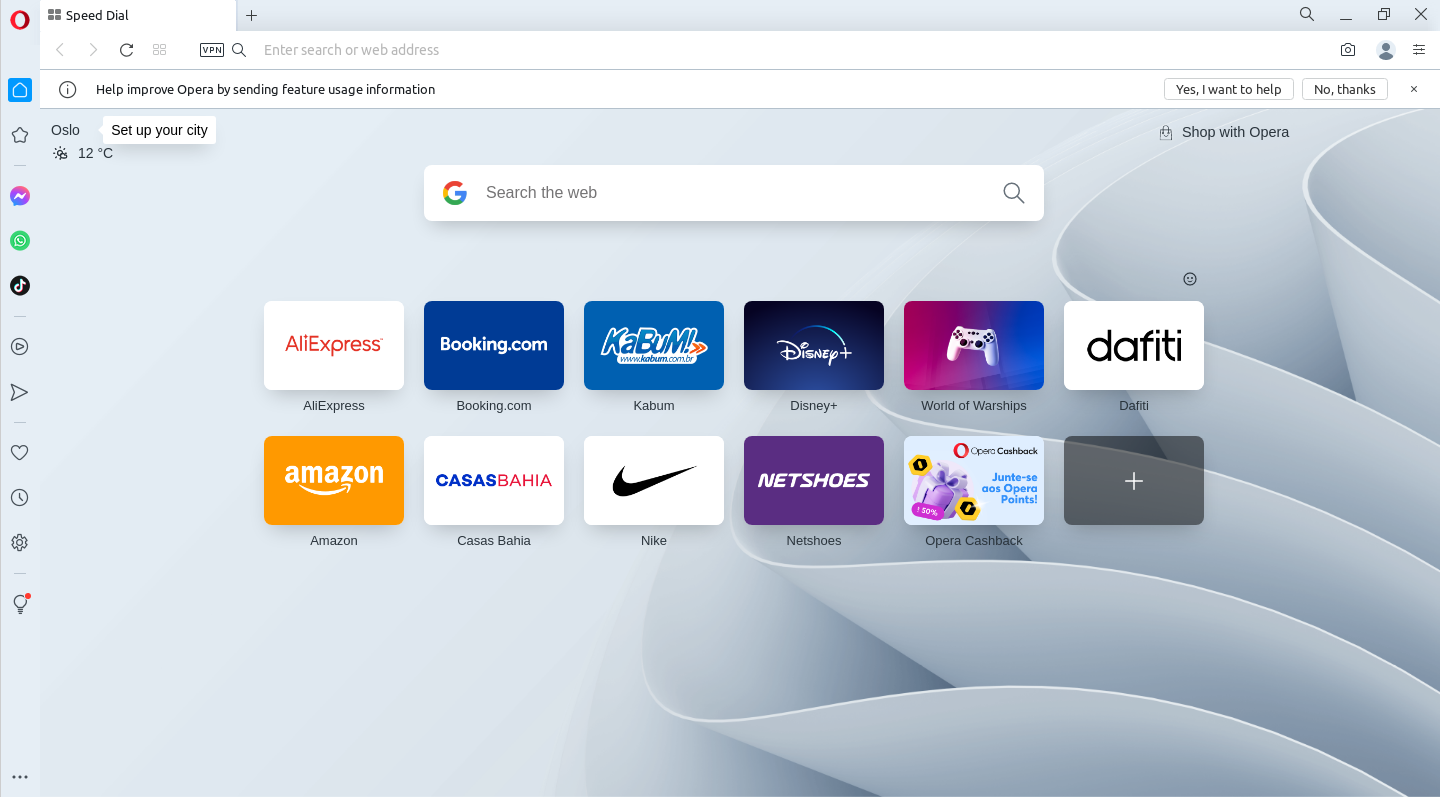 Speed Dial
VPN
Enter search or web address
Help improve Opera by sending feature usage information
Yes, I want to help
No, thanks
Oslo
Set up your city
12 °C
Shop with Opera
Search the web
AliExpress
Booking.com
KaBuM!
www.kabum.com.br
Disney+
dafiti
AliExpress
Booking.com
Kabum
Disney+
World of Warships
Dafiti
amazon
CASASBAHIA
NETSHOES
Opera Cashback
Junte-se
aos Opera
Points!
50%
Amazon
Casas Bahia
Nike
Netshoes
Opera Cashback